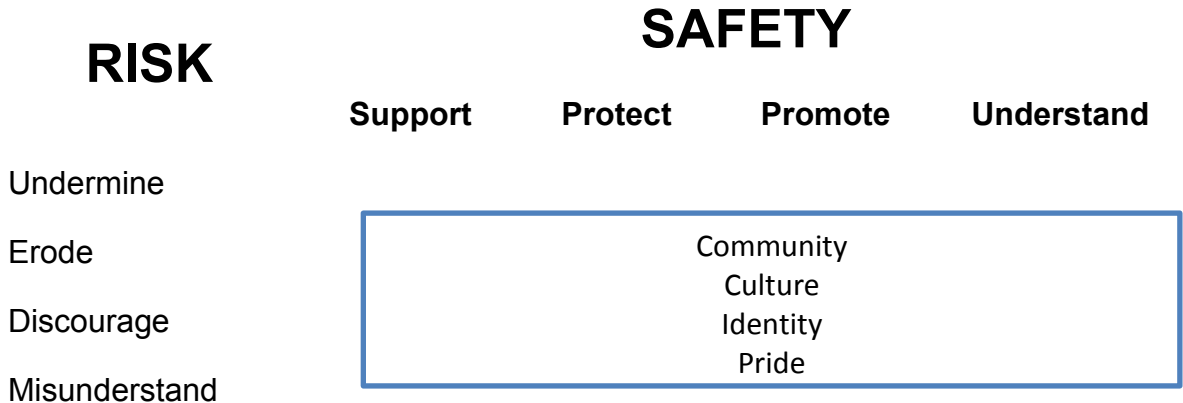 SAFETY
RISK
Support Protect Promote Understand
Undermine
Erode
Discourage
Misunderstand
Community
Culture
Identity
Pride